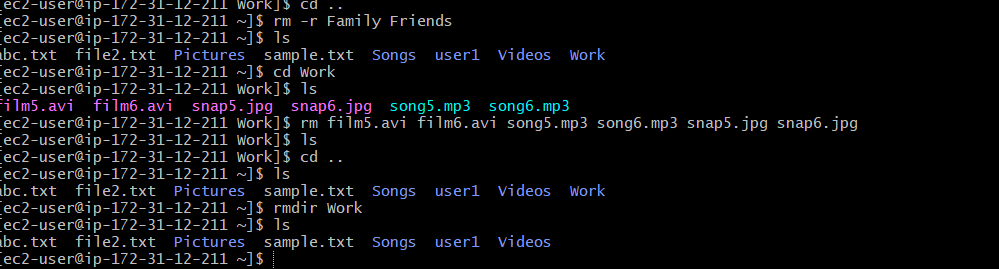 [ec2-user@ip-172-31-12-211 Work]$ cd ..
[ec2-user@ip-172-31-12-211 ~]$ rm -r Family Friends
[ec2-user@ip-172-31-12-211 ~]$ ls
abc.txt file2.txt Pictures sample.txt Songs user1 Videos Work
[ec2-user@ip-172-31-12-211 ~]$ cd Work
[ec2-user@ip-172-31-12-211 Work]$ ls
film5.avi film6.avi snap5.jpg snap6.jpg song5.mp3 song6.mp3
[ec2-user@ip-172-31-12-211 Work]$ rm film5.avi film6.avi song5.mp3 song6.mp3 snap5.jpg snap6.jpg
[ec2-user@ip-172-31-12-211 Work]$ ls
[ec2-user@ip-172-31-12-211 Work]$ cd ..
[ec2-user@ip-172-31-12-211 ~]$ ls
abc.txt file2.txt Pictures sample.txt Songs user1 Videos Work
[ec2-user@ip-172-31-12-211 ~]$ rmdir Work
[ec2-user@ip-172-31-12-211 ~]$ ls
abc.txt file2.txt Pictures sample.txt Songs user1 Videos
[ec2-user@ip-172-31-12-211 ~]$